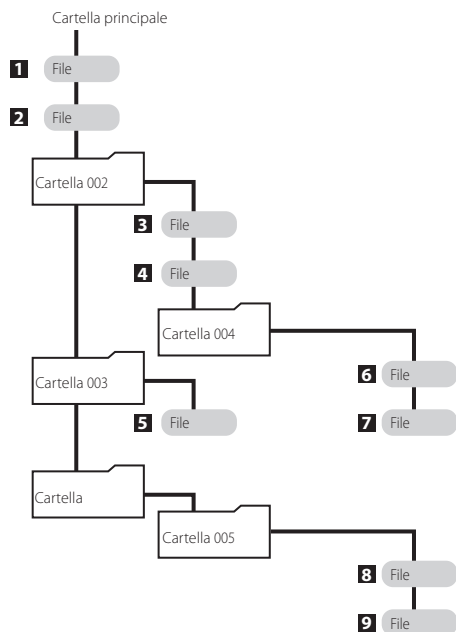 Cartella principale
1 File
2 File
Cartella 002
3 File
4 File
Cartella 004
Cartella 003
6 File
5 File
7 File
Cartella
Cartella 005
8 File
9 File